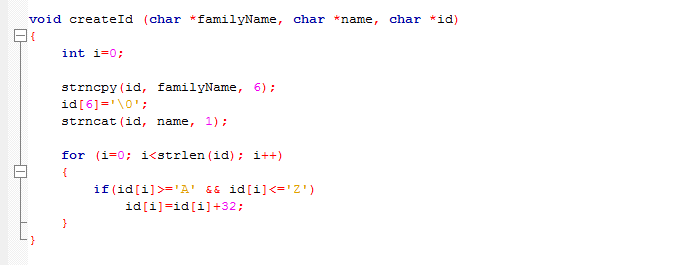 void createId (char *familyName, char *name, char *id)
{
    int i=0;

    strncpy(id, familyName, 6);
    id[6]='\0';
    strncat(id, name, 1);

    for (i=0; i<strlen(id); i++)
    {
        if(id[i]>='A' && id[i]<='Z')
            id[i]=id[i]+32;
    }
}